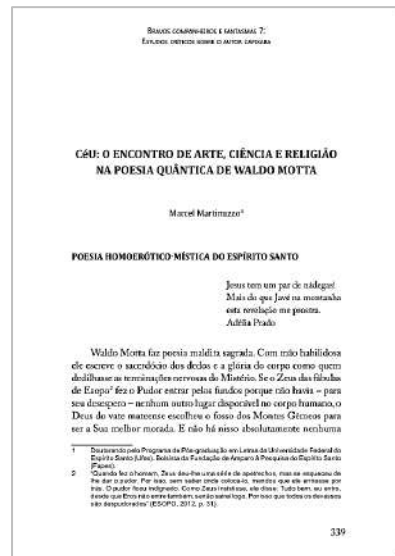 BRAVOS COMPANHEIROS E FANTASMAS 7:
ESTUDOS CRÍTICOS SOBRE O AUTOR CAPIXABA
CéU: O ENCONTRO DE ARTE, CIÊNCIA E RELIGIÃO
NA POESIA QUÂNTICA DE WALDO MOTTA
Marcel Martinuzzo¹
POESIA HOMOERÓTICO-MÍSTICA DO ESPÍRITO SANTO
Jesus tem um par de nádegas!
Mais do que Javé na montanha
esta revelação me prostra.
Adélia Prado
Waldo Motta faz poesia maldita sagrada. Com mão habilidosa
ele escreve o sacerdócio dos dedos e a glória do corpo como quem
dedilhasse as terminações nervosas do Mistério. Se o Zeus das fábulas
de Esopo² fez o Pudor entrar pelos fundos porque não havia – para
seu desespero – nenhum outro lugar disponível no corpo humano, o
Deus do vate mateense escolheu o fosso dos Montes Gêmeos para
ser a Sua melhor morada. E não há nisso absolutamente nenhuma
1 Doutorando pelo Programa de Pós-graduação em Letras da Universidade Federal do
Espírito Santo (Ufes). Bolsista da Fundação de Amparo à Pesquisa do Espírito Santo
(Fapes).
2 "Quando fez o homem, Zeus deu-lhe uma série de apetrechos, mas se esqueceu de
lhe dar o pudor. Por isso, sem saber onde colocá-lo, mandou que ele entrasse por
trás. O pudor ficou indignado. Como Zeus insistisse, ele disse: Tudo bem, eu entro,
desde que Eros não entre também, senão sairei logo. Por isso que todos os devassos
são despudorados" (ESOPO, 2012, p. 31).
339